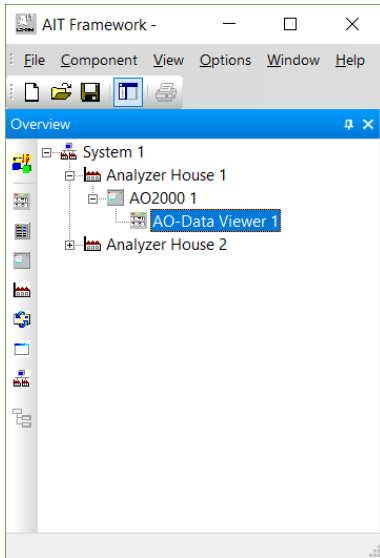 AIT Framework -
File Component View Options Window Help
Overview
System 1
Analyzer House 1
AO2000 1
AO-Data Viewer 1
Analyzer House 2